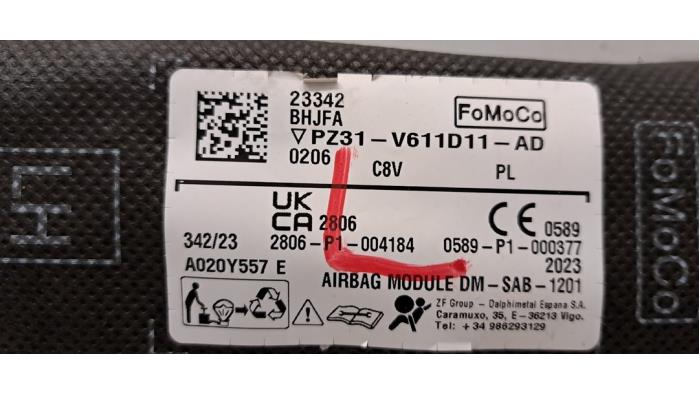 LH
23342
BHJFA
FoMoCo
▽PZ31-V611D11-AD
0206 C8V PL
UK
CA 2806
CE 0589
342/23 2806-P1-004184 0589-P1-000377
A020Y557 E 2023
AIRBAG MODULE DM-SAB-1201
ZF Group - Dalphimetal Espana S.A.
Caramuxo, 35, E-36213 Vigo.
Tel: + 34 986293129
FoMoCo